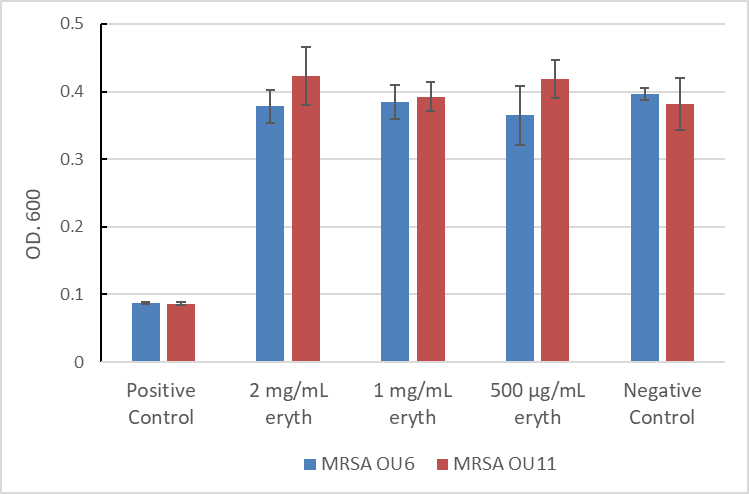 0.5
0.4
0.3
0.2
0.1
0
OD. 600
Positive Control
2 mg/mL eryth
1 mg/mL eryth
500 µg/mL eryth
Negative Control
MRSA OU6
MRSA OU11